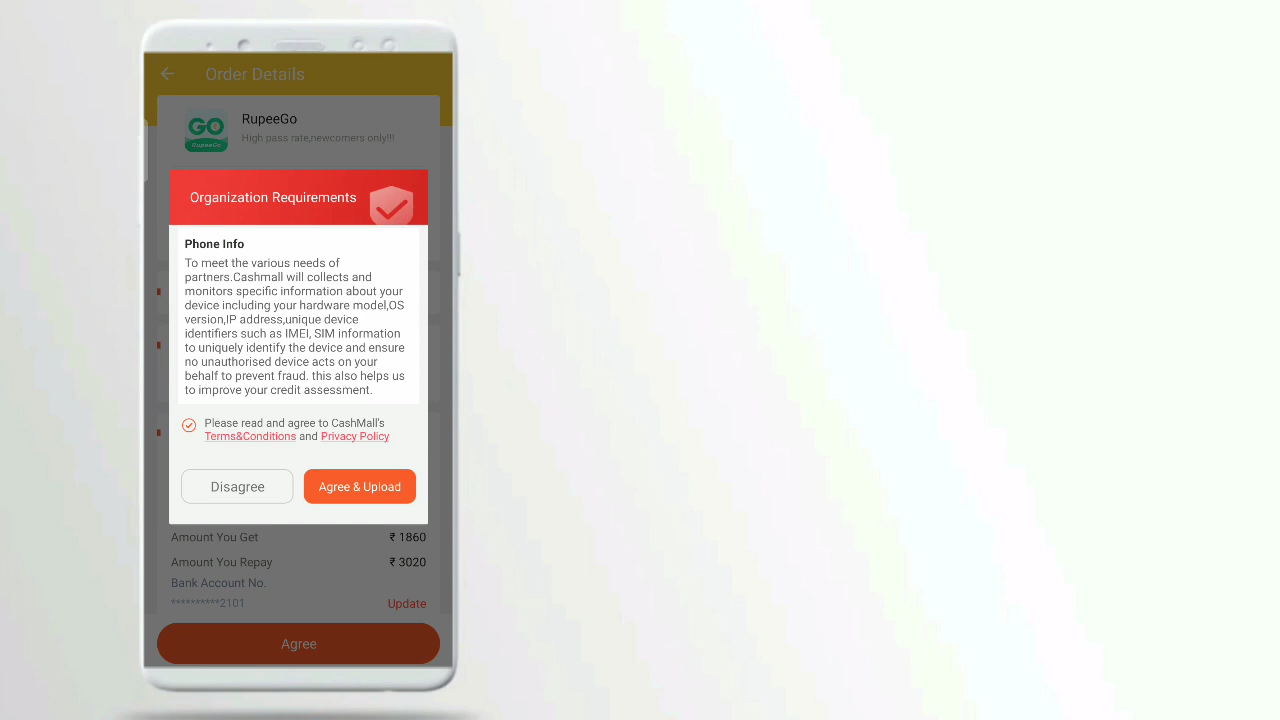 Order Details
GO
RupeeGo
RupeeGo
High pass rate,newcomers only!!!
Organization Requirements
Phone Info
To meet the various needs of
partners.Cashmall will collects and
monitors specific information about your
device including your hardware model,OS
version,IP address,unique device
identifiers such as IMEI, SIM information
to uniquely identify the device and ensure
no unauthorised device acts on your
behalf to prevent fraud. this also helps us
to improve your credit assessment.
Please read and agree to CashMall's
Terms&Conditions and Privacy Policy
Disagree
Agree & Upload
Amount You Get ₹ 1860
Amount You Repay ₹ 3020
Bank Account No.
**********2101 Update
Agree